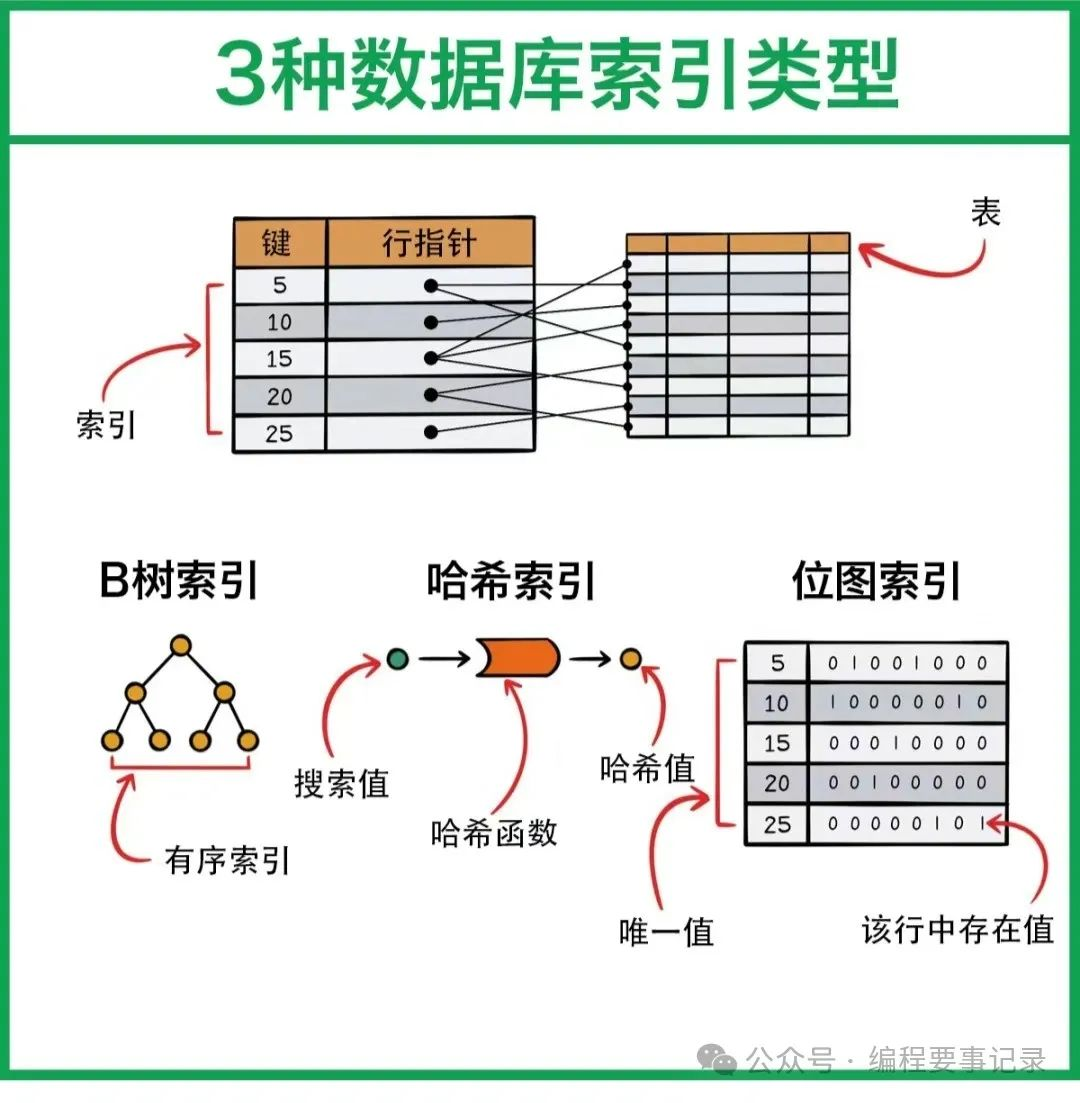 3种数据库索引类型
表
键 行指针
5
10
15
20
25
索引
B树索引 哈希索引 位图索引
5 0 1 0 0 1 0 0 0
10 1 0 0 0 0 0 1 0
15 0 0 0 1 0 0 0 0
20 0 0 1 0 0 0 0 0
25 0 0 0 0 0 1 0 1
搜索值
哈希值
哈希函数
有序索引
唯一值
该行中存在值
公众号 · 编程要事记录